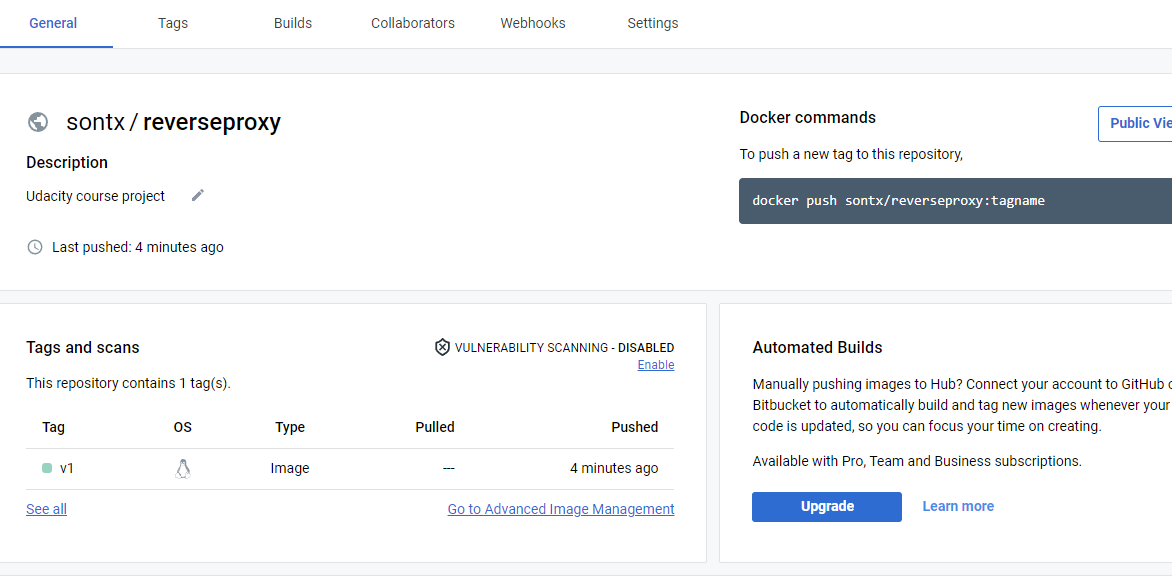 General Tags Builds Collaborators Webhooks Settings
sontx / reverseproxy
Description
Udacity course project
Last pushed: 4 minutes ago
Docker commands
Public Vie
To push a new tag to this repository,
docker push sontx/reverseproxy:tagname
Tags and scans
VULNERABILITY SCANNING - DISABLED
Enable
This repository contains 1 tag(s).
Tag OS Type Pulled Pushed
v1 Image --- 4 minutes ago
See all
Go to Advanced Image Management
Automated Builds
Manually pushing images to Hub? Connect your account to GitHub o
Bitbucket to automatically build and tag new images whenever your
code is updated, so you can focus your time on creating.
Available with Pro, Team and Business subscriptions.
Upgrade Learn more